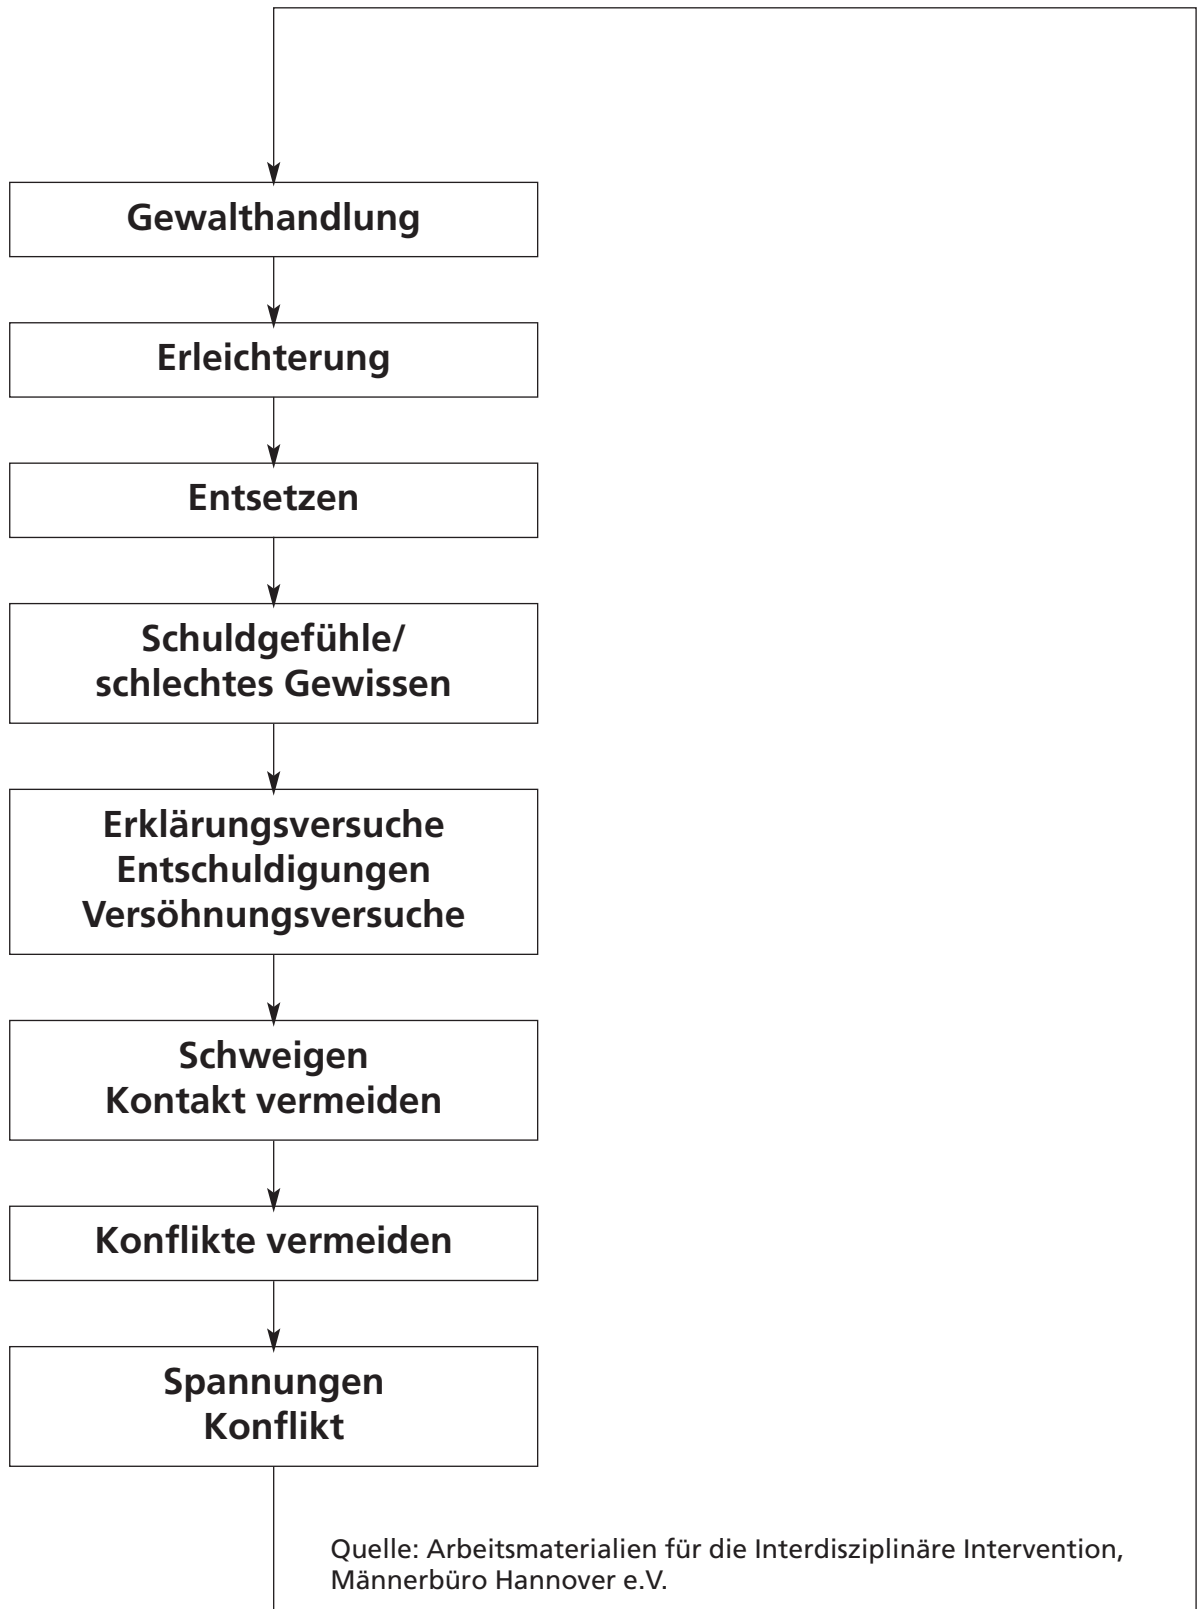 Gewalthandlung
Erleichterung
Entsetzen
Schuldgefühle/
schlechtes Gewissen
Erklärungsversuche
Entschuldigungen
Versöhnungsversuche
Schweigen
Kontakt vermeiden
Konflikte vermeiden
Spannungen
Konflikt
Quelle: Arbeitsmaterialien für die Interdisziplinäre Intervention,
Männerbüro Hannover e.V.